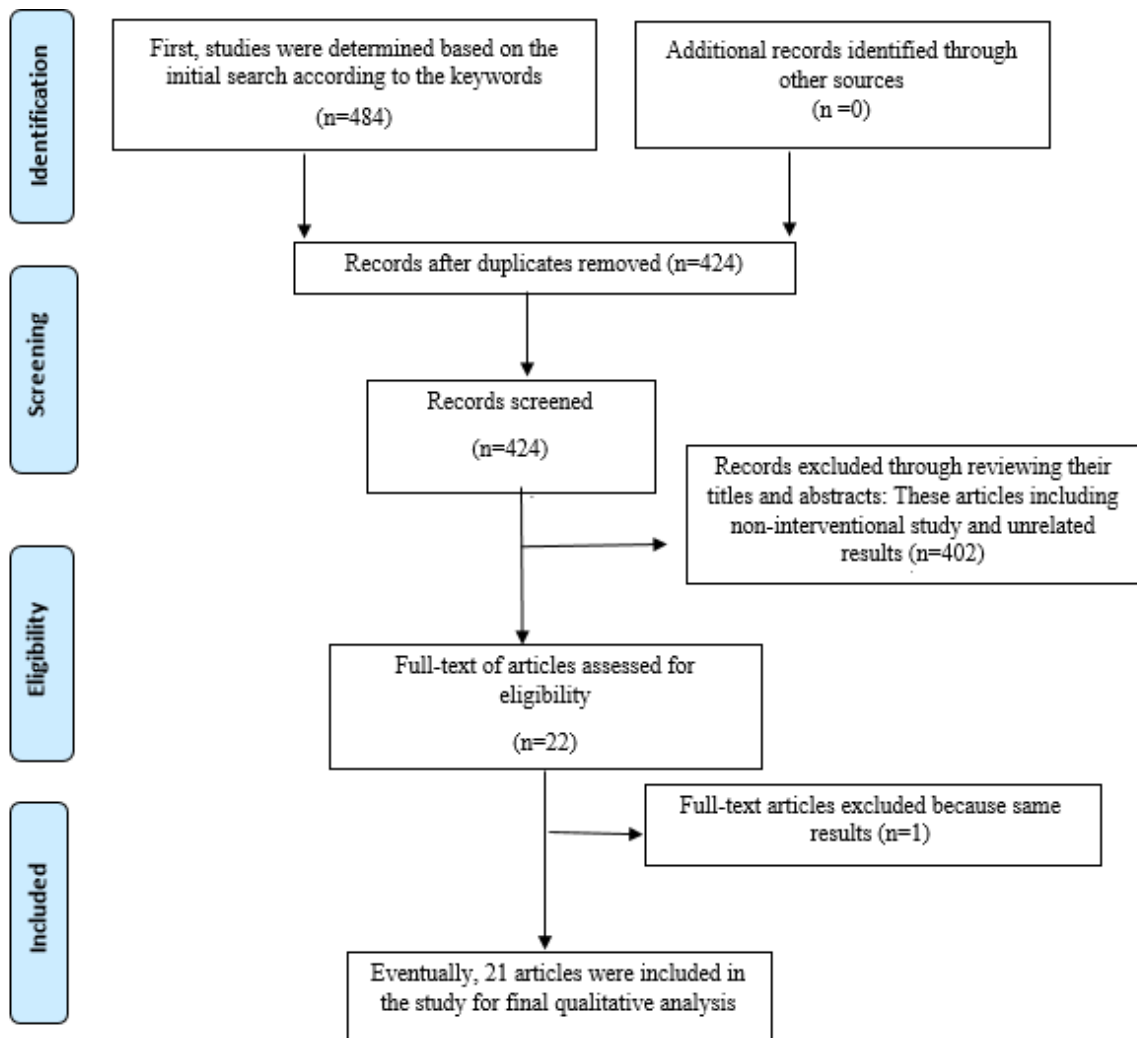 Identification
First, studies were determined based on the
initial search according to the keywords
(n=484)
Additional records identified through
other sources
(n =0)
Records after duplicates removed (n=424)
Screening
Records screened
(n=424)
Records excluded through reviewing their
titles and abstracts: These articles including
non-interventional study and unrelated
results (n=402)
Eligibility
Full-text of articles assessed for
eligibility
(n=22)
Full-text articles excluded because same
results (n=1)
Included
Eventually, 21 articles were included in
the study for final qualitative analysis